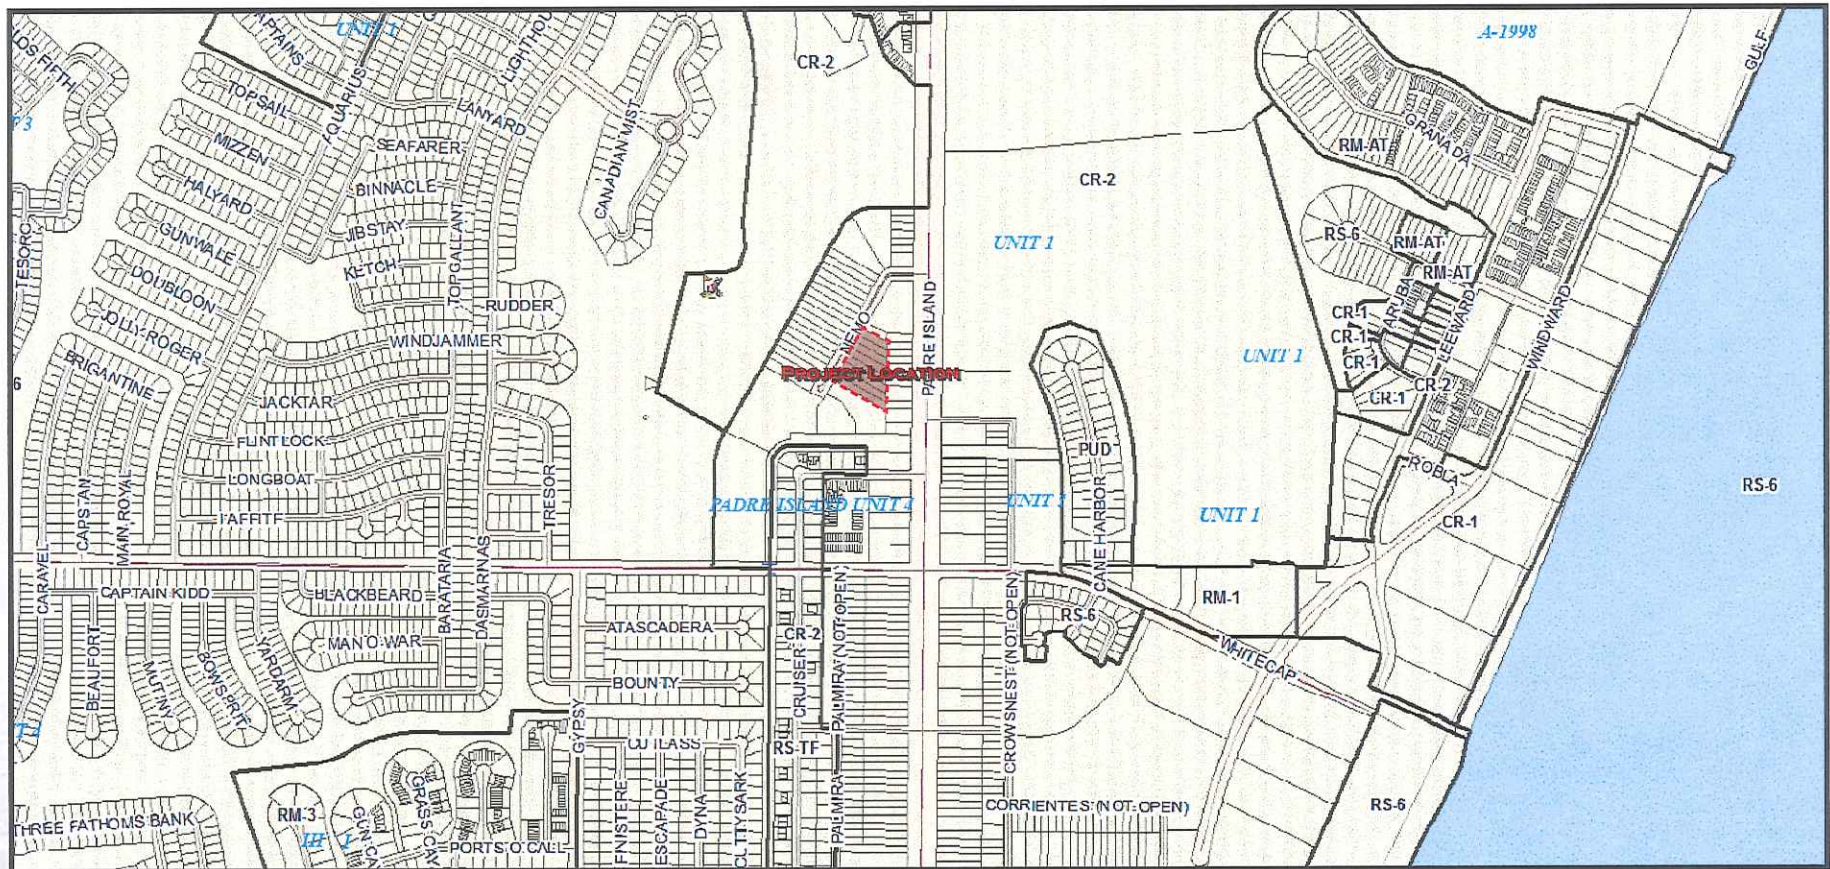 UNIT 1
A-1998
CR-2
GULF
LANYARD
TOPSAIL
AQUARIUS
CANADIAN MIST
MIZZEN
SEAFARER
GRANADA
RM-AT
BINNACLE
CR-2
HALYARD
JIBSTAY
GUNWALE
UNIT 1
RS-6
RM-AT
TOPGALLANT
KETCH
DOUBLOON
RM-AT
RUDDER
ARUBA
LEEWARD
WINDWARD
CR-1
JOLLY ROGER
WINDJAMMER
CR-1
PADRE ISLAND
BRIGANTINE
UNIT 1
CR-1
PROJECT LOCATION
CR-2
CR-1
JACKTAR
FLINTLOCK
PUD
ROBLA
LONGBOAT
TRESOR
RS-6
PADRE ISLAND UNIT 4
UNIT 1
LAFFITE
CR-1
CAPSTAN
MAIN ROYAL
CANE HARBOR
CARAVEL
BARATARIA
DASMARINAS
CAPTAIN KIDD
BLACKBEARD
RM-1
BEAUFORT
ATASCADERA
CR-2
RS-6
MAN O WAR
PALMIRA (NOT OPEN)
CROWSNEST (NOT OPEN)
WHITECAP
MUTINY
BOWSPRIT
YARDARM
BOUNTY
CRUISER
GYPSY
CUTLASS
RS-TF
FINISTERE
ESCAPADE
DYNA
CUTTYSARK
PALMIRA
CORRIENTES (NOT OPEN)
RS-6
THREE FATHOMS BANK
RM-3
GRASS CAY
PORTS O CALL